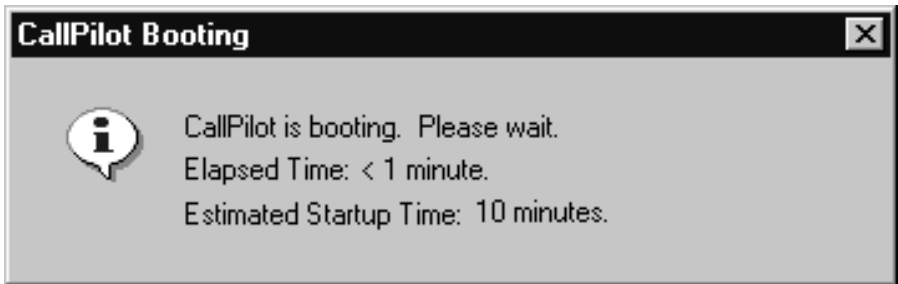 CallPilot Booting
CallPilot is booting.  Please wait.
Elapsed Time: < 1 minute.
Estimated Startup Time: 10 minutes.